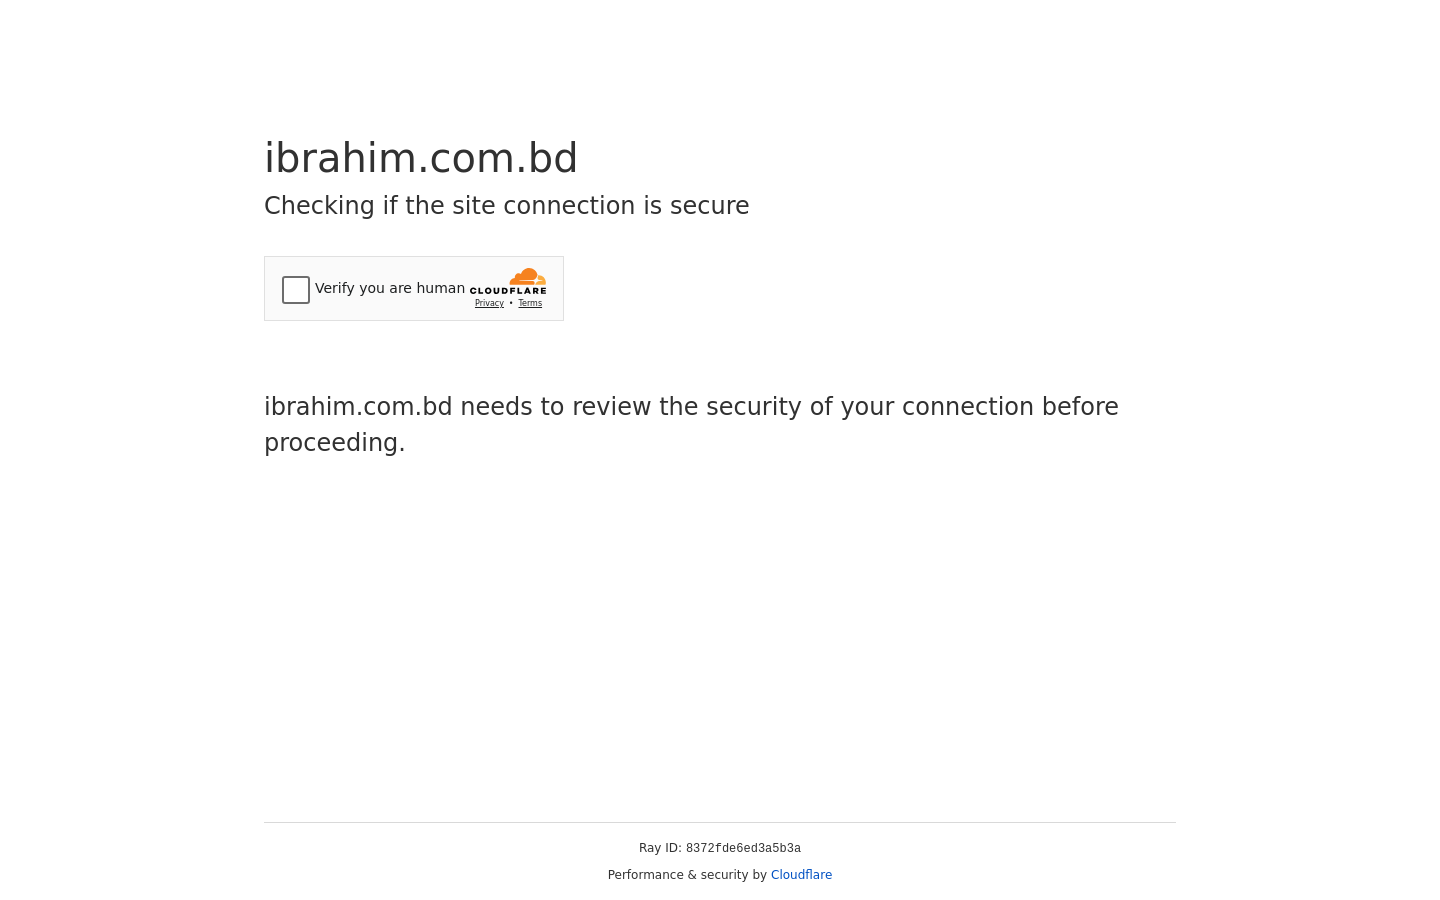 ibrahim.com.bd
Checking if the site connection is secure
Verify you are human
CLOUDFLARE
Privacy • Terms
ibrahim.com.bd needs to review the security of your connection before
proceeding.
Ray ID: 8372fde6ed3a5b3a
Performance & security by Cloudflare